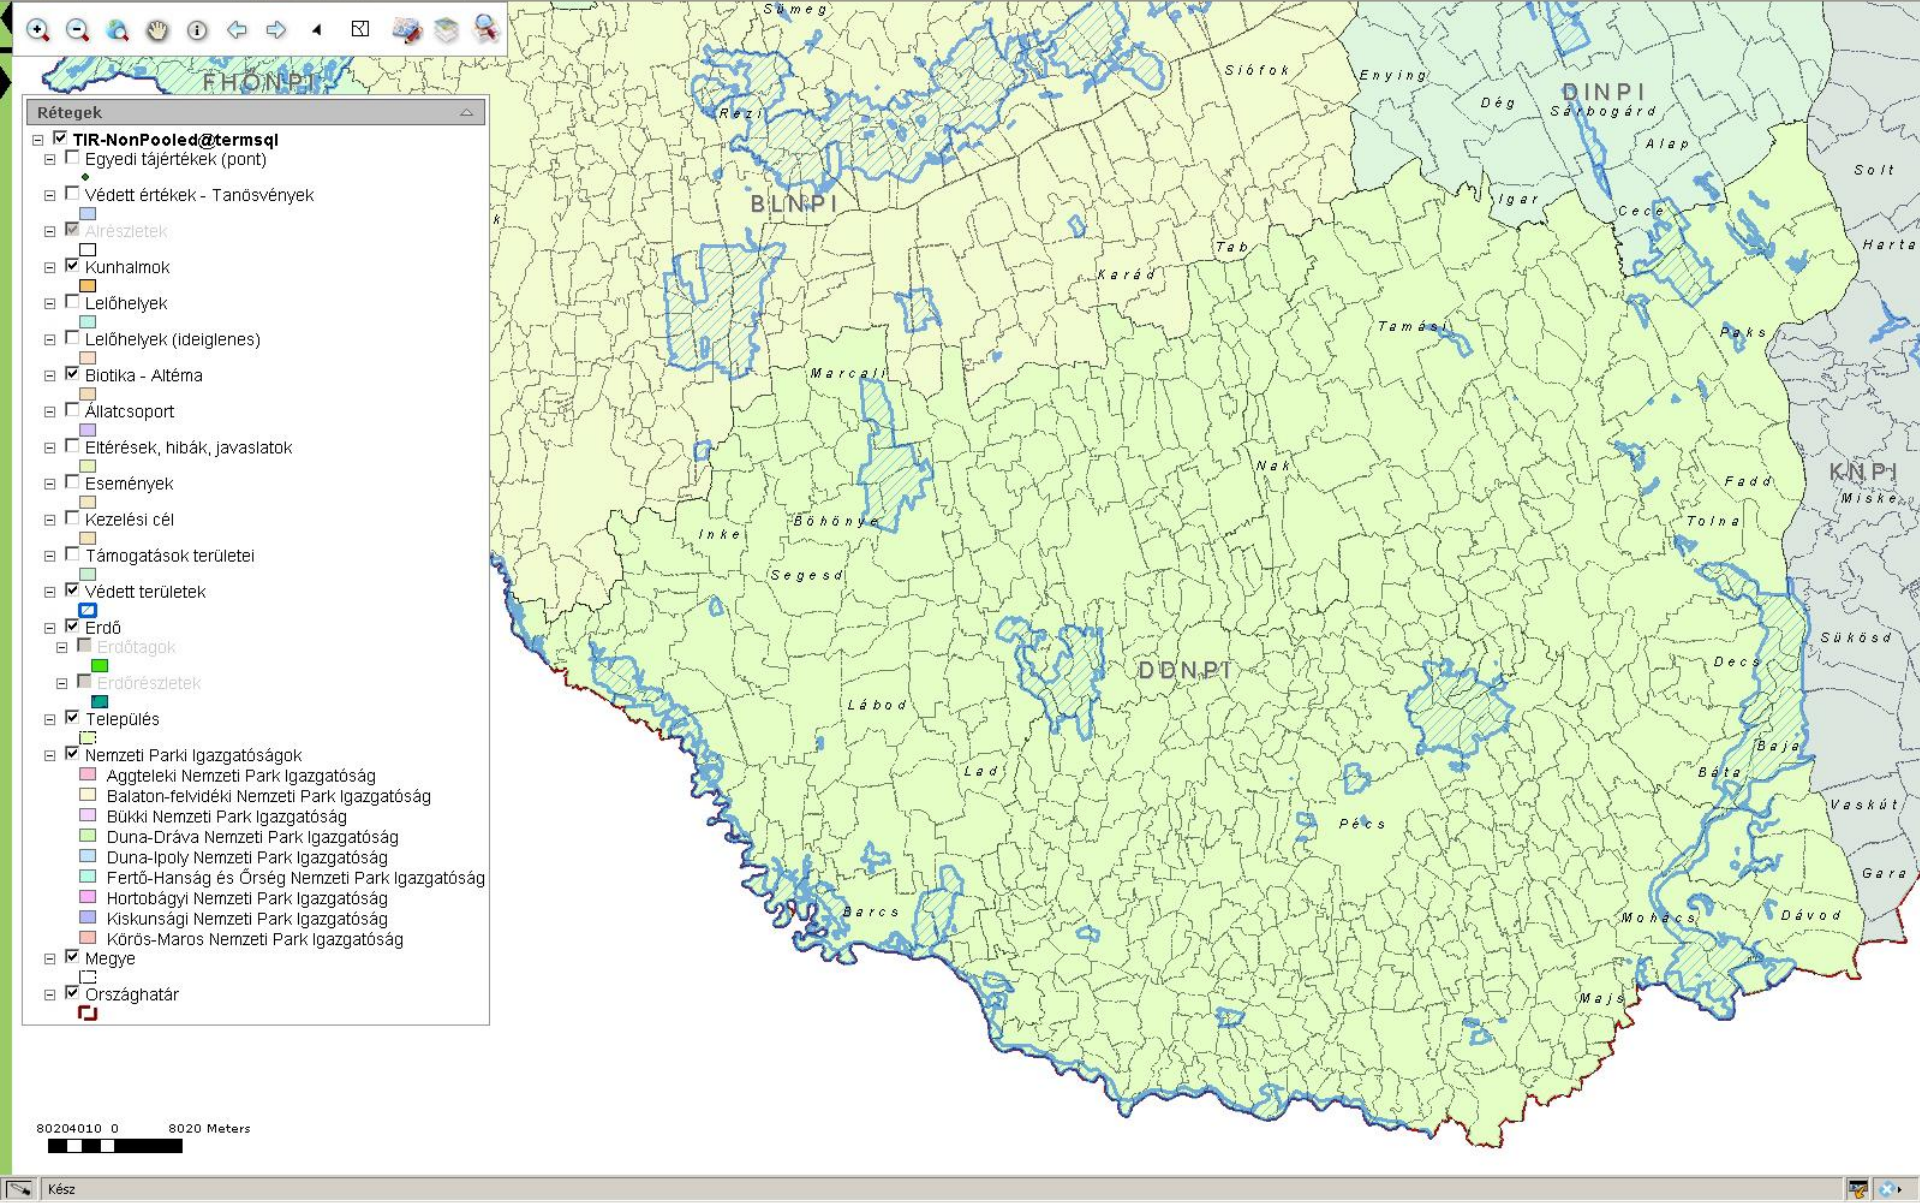 Rétegek
TIR-NonPooled@termsql
Egyedi tájértékek (pont)
Védett értékek - Tanösvények
Alrészletek
Kunhalmok
Lelőhelyek
Lelőhelyek (ideiglenes)
Biotika - Altéma
Állatcsoport
Eltérések, hibák, javaslatok
Események
Kezelési cél
Támogatások területei
Védett területek
Erdő
Erdőtagok
Erdőrészletek
Település
Nemzeti Parki Igazgatóságok
Aggteleki Nemzeti Park Igazgatóság
Balaton-felvidéki Nemzeti Park Igazgatóság
Bükki Nemzeti Park Igazgatóság
Duna-Dráva Nemzeti Park Igazgatóság
Duna-Ipoly Nemzeti Park Igazgatóság
Fertő-Hanság és Őrség Nemzeti Park Igazgatóság
Hortobágyi Nemzeti Park Igazgatóság
Kiskunsági Nemzeti Park Igazgatóság
Körös-Maros Nemzeti Park Igazgatóság
Megye
Országhatár
80204010 0 8020 Meters
Kész
FHÖNPI
Sümeg
Siófok
Enying
DINPI
Dég
Sárbogárd
Rezi
Alap
Solt
BLNPI
Igar
Cece
Harta
Tab
Karád
Tamási
Paks
Marcali
Nak
KNPI
Miske
Fadd
Tolna
Böhönye
Inke
Segesd
Sükösd
DDNPI
Decs
Lábod
Baja
Báta
Lad
Vaskút
Pécs
Gara
Barcs
Mohács
Dávod
Majs